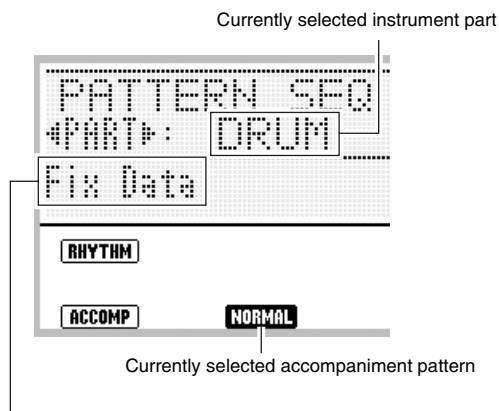 Currently selected instrument part
PATTERN SEQ
◀PART▶: DRUM
Fix Data
RHYTHM
ACCOMP NORMAL
Currently selected accompaniment pattern